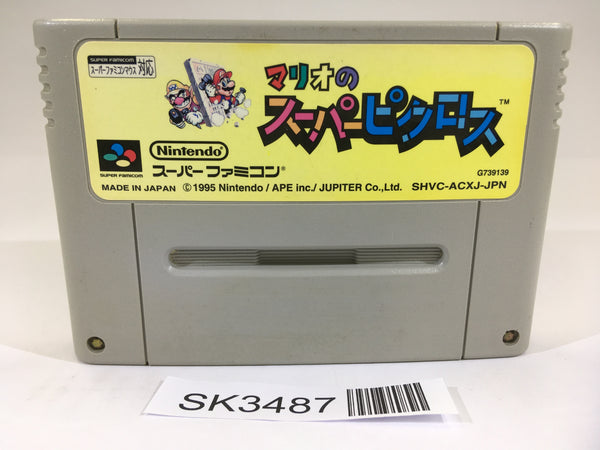 SUPER FAMICOM
スーパーファミコンマウス 対応
マリオの
スーパーピクロス™
SUPER FAMICOM
Nintendo
スーパーファミコン®
G739139
MADE IN JAPAN © 1995 Nintendo / APE inc./ JUPITER Co.,Ltd. SHVC-ACXJ-JPN
SK3487